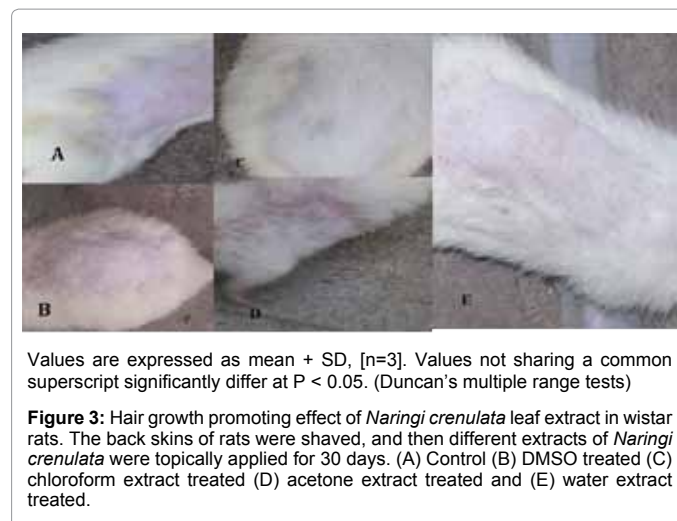 A
C
B
D
E
Values are expressed as mean + SD, [n=3]. Values not sharing a common
superscript significantly differ at P < 0.05. (Duncan's multiple range tests)
Figure 3: Hair growth promoting effect of Naringi crenulata leaf extract in wistar
rats. The back skins of rats were shaved, and then different extracts of Naringi
crenulata were topically applied for 30 days. (A) Control (B) DMSO treated (C)
chloroform extract treated (D) acetone extract treated and (E) water extract
treated.